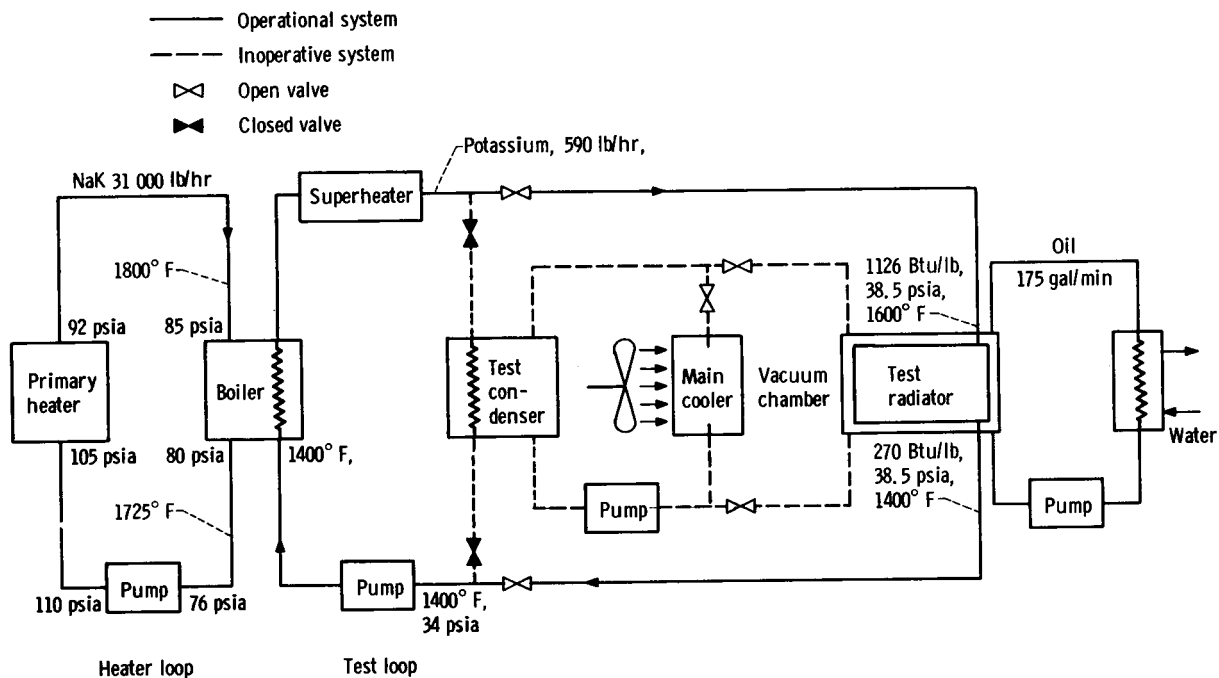 Operational system
Inoperative system
Open valve
Closed valve
Potassium, 590 lb/hr,
NaK 31 000 lb/hr
Superheater
Oil
175 gal/min
1126 Btu/lb,
38.5 psia,
1600° F
1800° F
92 psia
85 psia
Primary
heater
Boiler
Test
con-
denser
Main
cooler
Vacuum
chamber
Test
radiator
Water
105 psia
80 psia
1400° F,
270 Btu/lb,
38.5 psia,
1400° F
1725° F
Pump
Pump
Pump
Pump
110 psia
76 psia
1400° F,
34 psia
Heater loop
Test loop